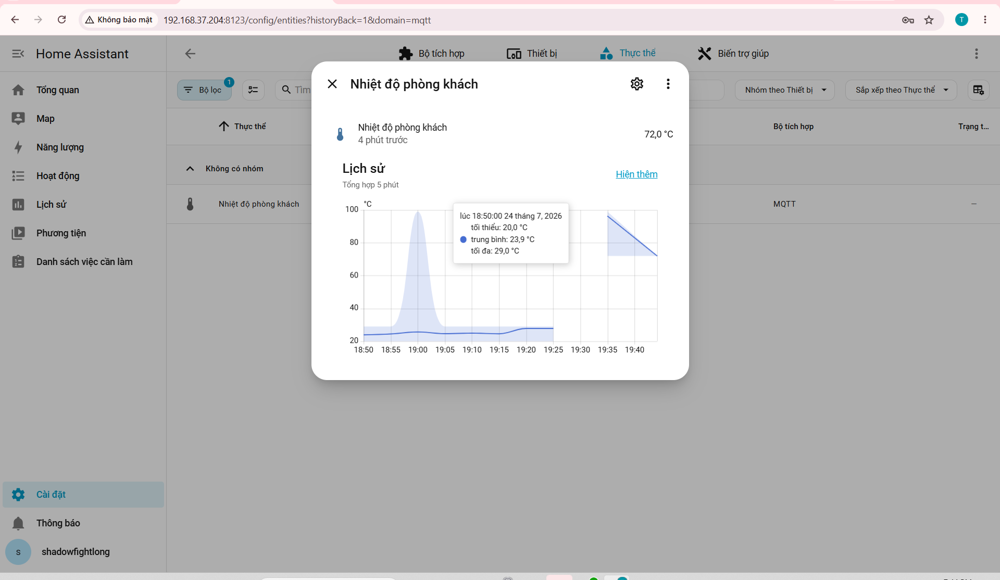 Không bảo mật
192.168.37.204:8123/config/entities?historyBack=1&domain=mqtt
T
Home Assistant
Bộ tích hợp
Thiết bị
Thực thể
Biến trợ giúp
Tổng quan
Map
Năng lượng
Hoạt động
Lịch sử
Phương tiện
Danh sách việc cần làm
Cài đặt
Thông báo
s
shadowfightlong
Bộ lọc
1
Tìm
Nhóm theo Thiết bị
Sắp xếp theo Thực thể
Thực thể
Bộ tích hợp
Trạng t...
Không có nhóm
Nhiệt độ phòng khách
MQTT
—
Nhiệt độ phòng khách
Nhiệt độ phòng khách
4 phút trước
72,0 °C
Lịch sử
Hiện thêm
Tổng hợp 5 phút
°C
100
80
60
40
20
lúc 18:50:00 24 tháng 7, 2026
tối thiểu: 20,0 °C
trung bình: 23,9 °C
tối đa: 29,0 °C
18:50
18:55
19:00
19:05
19:10
19:15
19:20
19:25
19:30
19:35
19:40